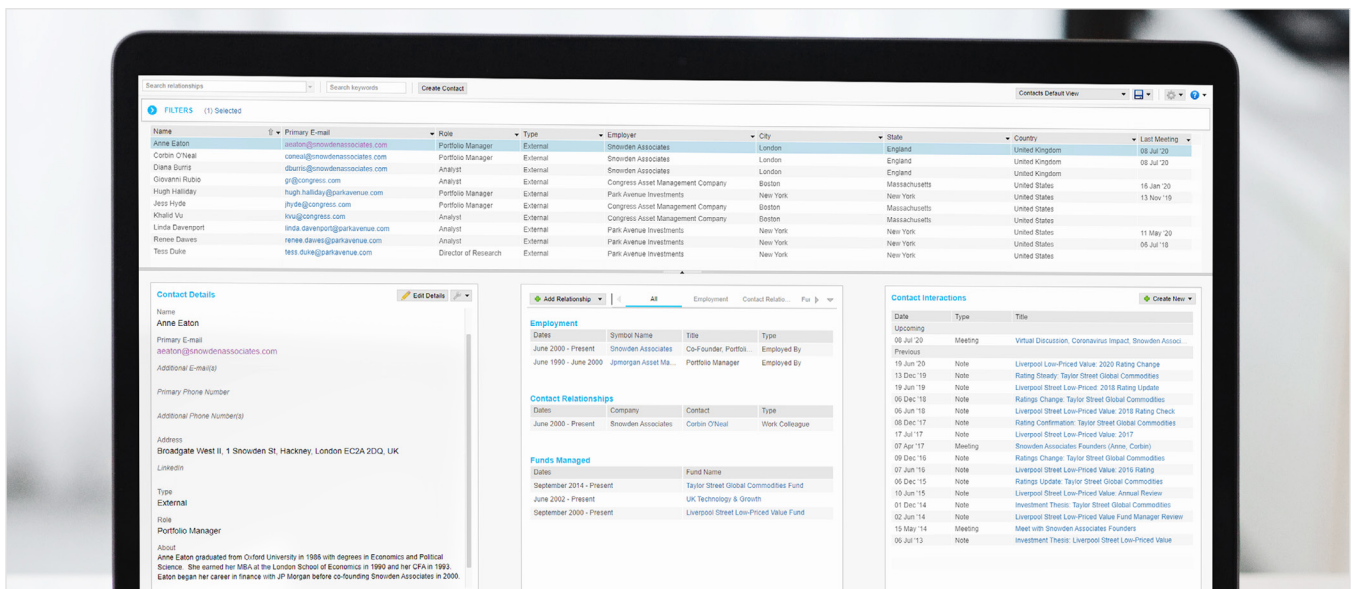 Search relationships Search keywords Create Contact Contacts Default View
FILTERS (1) Selected
Name Primary E-mail Role Type Employer City State Country Last Meeting
Anne Eaton aeaton@snowdenassociates.com Portfolio Manager External Snowden Associates London England United Kingdom 08 Jul '20
Corbin O'Neal coneal@snowdenassociates.com Portfolio Manager External Snowden Associates London England United Kingdom 08 Jul '20
Diana Burris dburris@snowdenassociates.com Analyst External Snowden Associates London England United Kingdom
Giovanni Rubio gr@congress.com Analyst External Congress Asset Management Company Boston Massachusetts United States 16 Jan '20
Hugh Halliday hugh.halliday@parkavenue.com Portfolio Manager External Park Avenue Investments New York New York United States 13 Nov '19
Jess Hyde jhyde@congress.com Portfolio Manager External Congress Asset Management Company Boston Massachusetts United States
Khalid Vu kvu@congress.com Analyst External Congress Asset Management Company Boston Massachusetts United States
Linda Davenport linda.davenport@parkavenue.com Analyst External Park Avenue Investments New York New York United States 11 May '20
Renee Dawes renee.dawes@parkavenue.com Analyst External Park Avenue Investments New York New York United States 06 Jul '18
Tess Duke tess.duke@parkavenue.com Director of Research External Park Avenue Investments New York New York United States
Contact Details Edit Details
Name
Anne Eaton
Primary E-mail
aeaton@snowdenassociates.com
Additional E-mail(s)
Primary Phone Number
Additional Phone Number(s)
Address
Broadgate West II, 1 Snowden St, Hackney, London EC2A 2DQ, UK
LinkedIn
Type
External
Role
Portfolio Manager
About
Anne Eaton graduated from Oxford University in 1986 with degrees in Economics and Political
Science. She earned her MBA at the London School of Economics in 1990 and her CFA in 1993.
Eaton began her career in finance with JP Morgan before co-founding Snowden Associates in 2000.
Add Relationship All Employment Contact Relatio...
Employment
Dates Symbol Name Title Type
June 2000 - Present Snowden Associates Co-Founder, Portfoli... Employed By
June 1990 - June 2000 Jpmorgan Asset Ma... Portfolio Manager Employed By
Contact Relationships
Dates Company Contact Type
June 2000 - Present Snowden Associates Corbin O'Neal Work Colleague
Funds Managed
Dates Fund Name
September 2014 - Present Taylor Street Global Commodities Fund
June 2002 - Present UK Technology & Growth
September 2000 - Present Liverpool Street Low-Priced Value Fund
Contact Interactions Create New
Date Type Title
Upcoming
08 Jul '20 Meeting Virtual Discussion, Coronavirus Impact, Snowden Associ...
Previous
19 Jun '20 Note Liverpool Low-Priced Value: 2020 Rating Change
13 Dec '19 Note Rating Steady: Taylor Street Global Commodities
19 Jun '19 Note Liverpool Street Low-Priced: 2018 Rating Update
06 Dec '18 Note Ratings Change: Taylor Street Global Commodities
06 Jun '18 Note Liverpool Street Low-Priced Value: 2018 Rating Check
08 Dec '17 Note Rating Confirmation: Taylor Street Global Commodities
17 Jul '17 Note Liverpool Street Low-Priced Value: 2017
07 Apr '17 Meeting Snowden Associates Founders (Anne, Corbin)
09 Dec '16 Note Ratings Change: Taylor Street Global Commodities
07 Jun '16 Note Liverpool Street Low-Priced Value: 2016 Rating
06 Dec '15 Note Ratings Update: Taylor Street Global Commodities
10 Jun '15 Note Liverpool Street Low-Priced Value: Annual Review
01 Dec '14 Note Investment Thesis: Taylor Street Global Commodities
02 Jun '14 Note Liverpool Street Low-Priced Value Fund Manager Review
15 May '14 Meeting Meet with Snowden Associates Founders
06 Jul '13 Note Investment Thesis: Liverpool Street Low-Priced Value